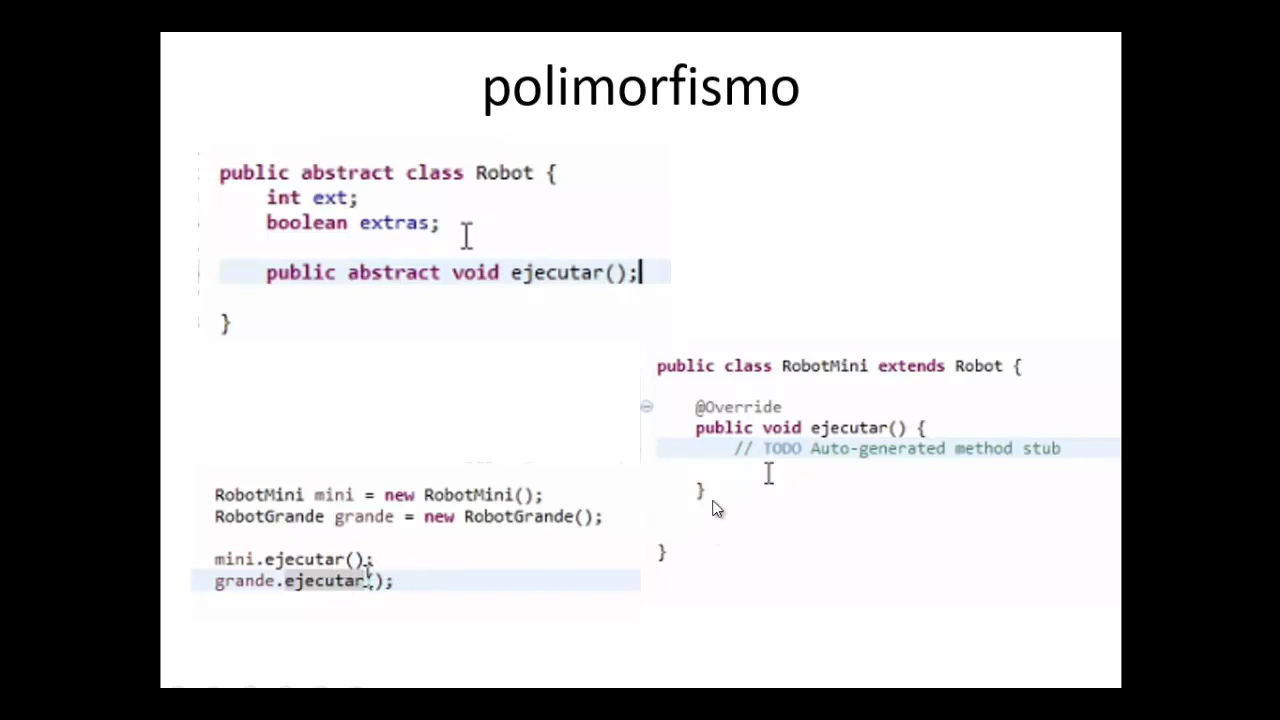 polimorfismo
public abstract class Robot {
int ext;
boolean extras;
public abstract void ejecutar();
}
public class RobotMini extends Robot {
@Override
public void ejecutar() {
// TODO Auto-generated method stub
}
}
RobotMini mini = new RobotMini();
RobotGrande grande = new RobotGrande();
mini.ejecutar();
grande.ejecutar();